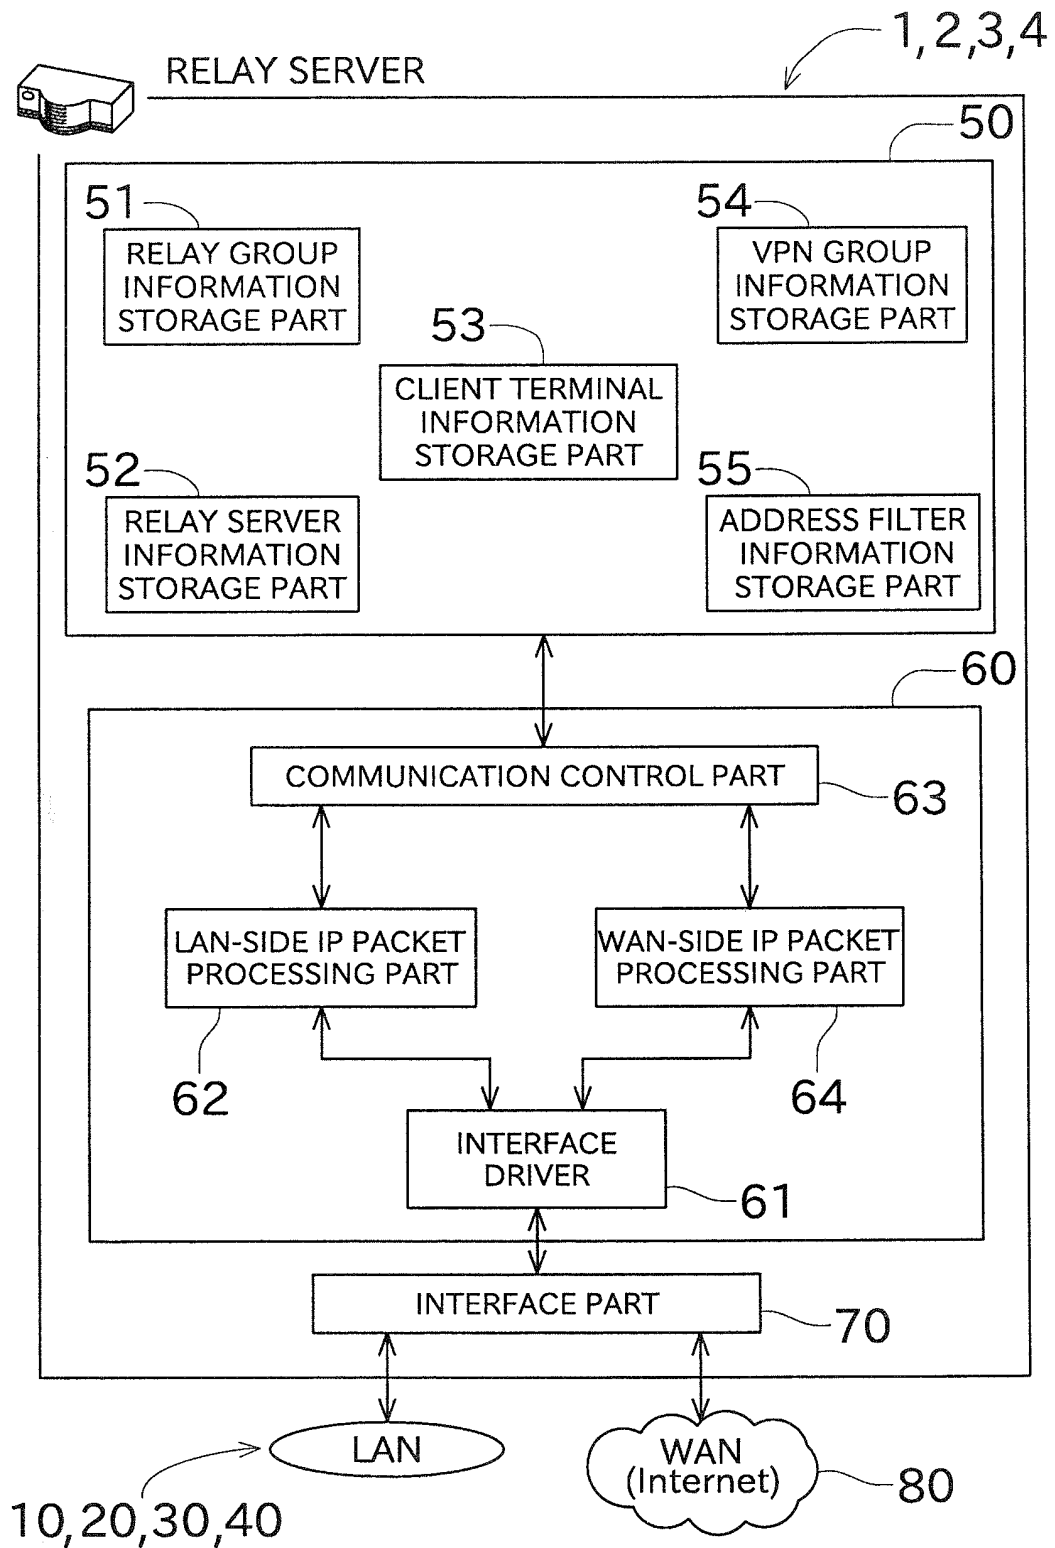 1,2,3,4
RELAY SERVER
50
51
RELAY GROUP
INFORMATION
STORAGE PART
54
VPN GROUP
INFORMATION
STORAGE PART
53
CLIENT TERMINAL
INFORMATION
STORAGE PART
52
RELAY SERVER
INFORMATION
STORAGE PART
55
ADDRESS FILTER
INFORMATION
STORAGE PART
60
COMMUNICATION CONTROL PART
63
LAN-SIDE IP PACKET
PROCESSING PART
62
WAN-SIDE IP PACKET
PROCESSING PART
64
INTERFACE
DRIVER
61
INTERFACE PART
70
LAN
10,20,30,40
WAN
(Internet)
80